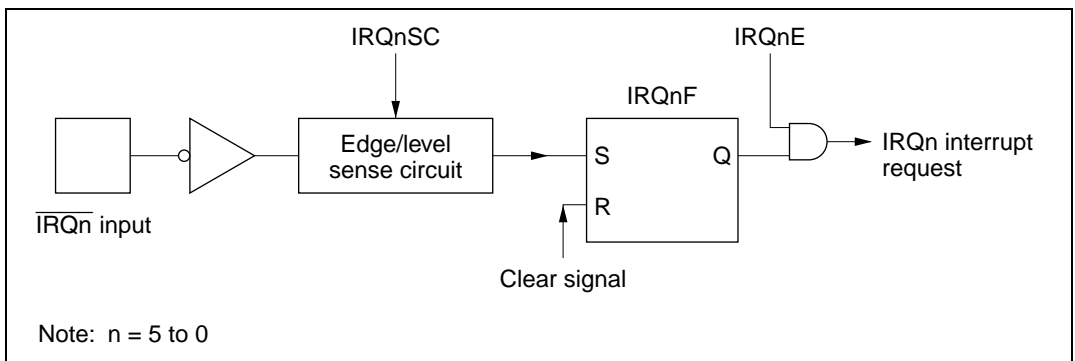 IRQnSC
IRQnE
IRQnF
Edge/level
sense circuit
S
Q
R
IRQn interrupt
request
IRQn input
Clear signal
Note: n = 5 to 0